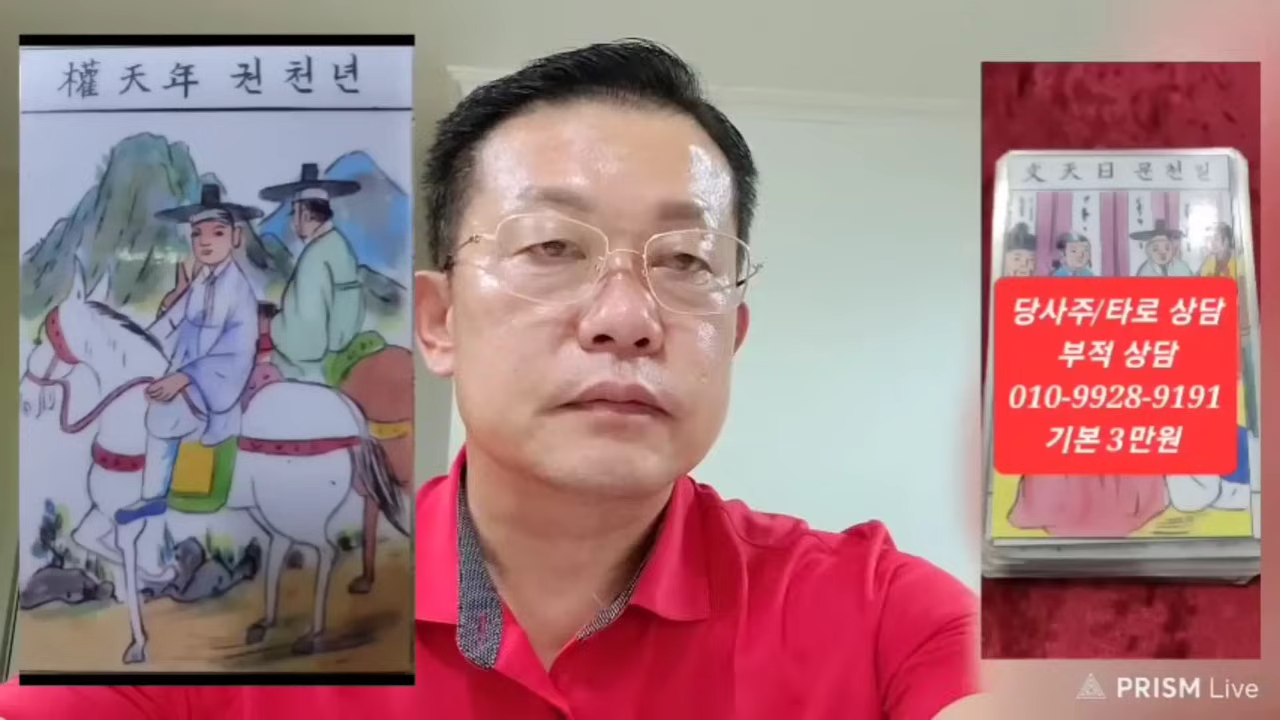 權天年 권천년
文天日 문천일
당사주/타로 상담
부적 상담
010-9928-9191
기본 3만원
PRISM Live